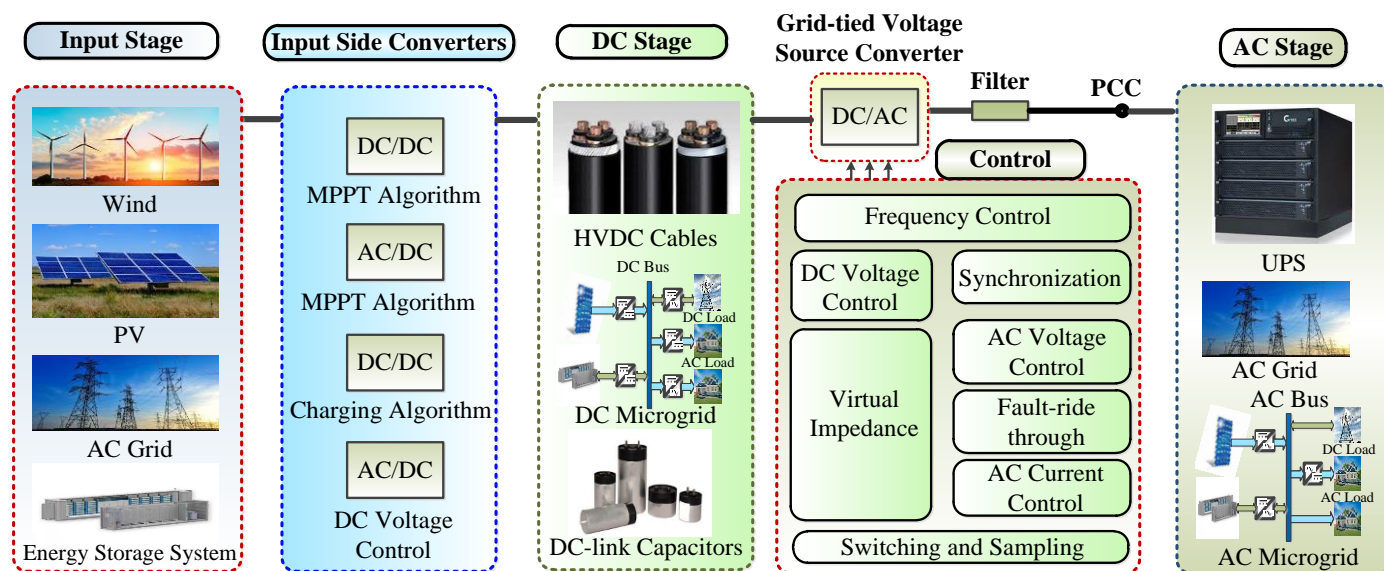 Input Stage
Wind
PV
AC Grid
Energy Storage System
Input Side Converters
DC/DC
MPPT Algorithm
AC/DC
MPPT Algorithm
DC/DC
Charging Algorithm
AC/DC
DC Voltage
Control
DC Stage
HVDC Cables
DC Bus
DC Load
AC Load
DC Microgrid
DC-link Capacitors
Grid-tied Voltage
Source Converter
DC/AC
Filter
PCC
Control
Frequency Control
DC Voltage
Control
Synchronization
Virtual
Impedance
AC Voltage
Control
Fault-ride
through
AC Current
Control
Switching and Sampling
AC Stage
UPS
AC Grid
AC Bus
DC Load
AC Load
AC Microgrid